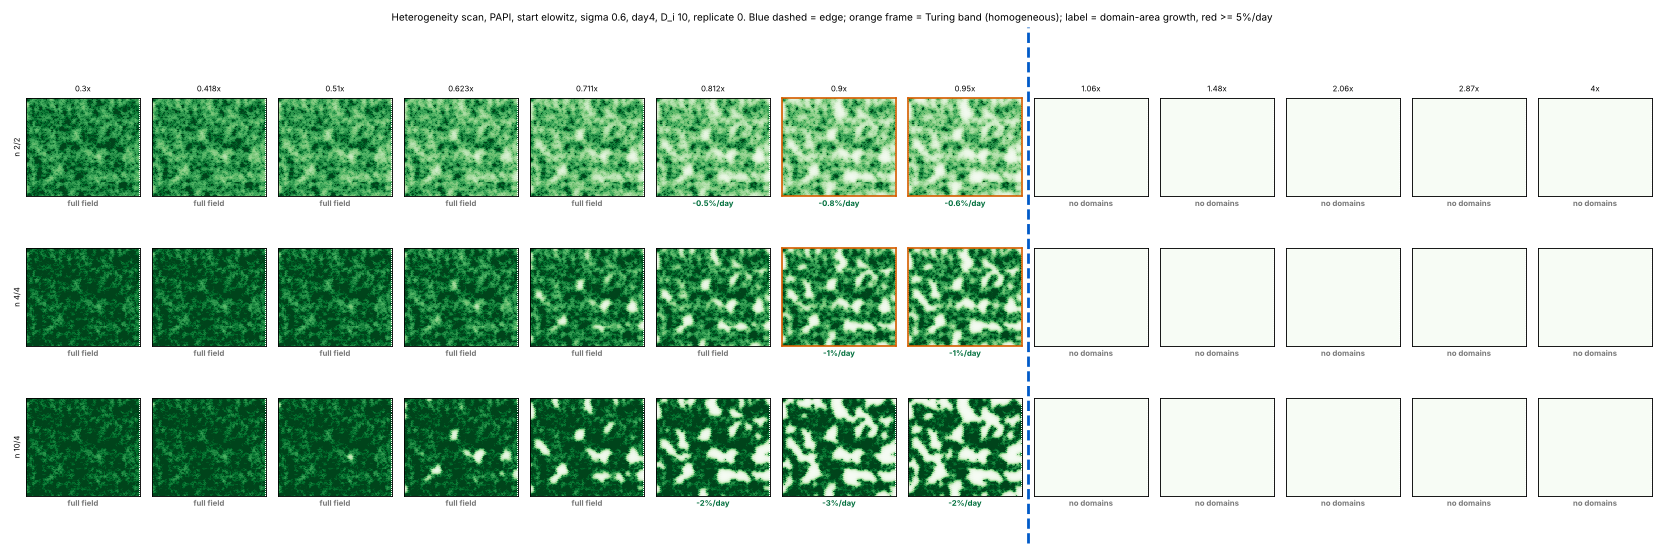 Heterogeneity scan, PAPI, start elowitz, sigma 0.6, day4, D_i 10, replicate 0. Blue dashed = edge; orange frame = Turing band (homogeneous); label = domain-area growth, red >= 5%/day
0.3x 0.418x 0.51x 0.623x 0.711x 0.812x 0.9x 0.95x 1.06x 1.48x 2.06x 2.87x 4x
n 2/2
full field full field full field full field full field -0.5%/day -0.8%/day -0.6%/day no domains no domains no domains no domains no domains
n 4/4
full field full field full field full field full field full field -1%/day -1%/day no domains no domains no domains no domains no domains
n 10/4
full field full field full field full field full field -2%/day -3%/day -2%/day no domains no domains no domains no domains no domains